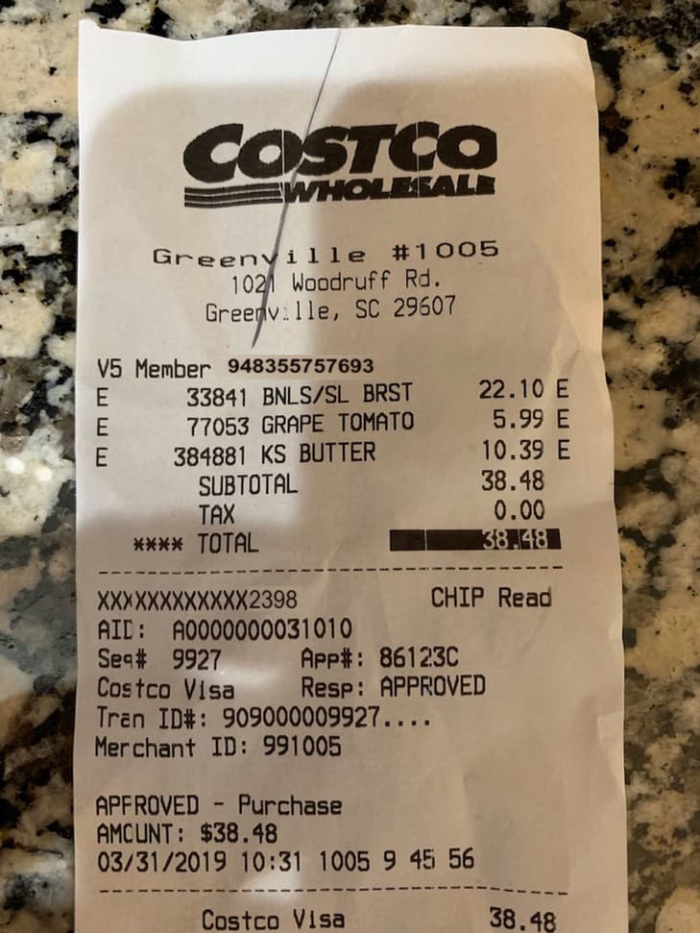 COSTCO
WHOLESALE
Greenville #1005
1021 Woodruff Rd.
Greenville, SC 29607
V5 Member 948355757693
E 33841 BNLS/SL BRST 22.10 E
E 77053 GRAPE TOMATO 5.99 E
E 384881 KS BUTTER 10.39 E
SUBTOTAL 38.48
TAX 0.00
**** TOTAL 38.48
XXXXXXXXXXXX2398 CHIP Read
AID: A0000000031010
Seq# 9927 App#: 86123C
Costco Visa Resp: APPROVED
Tran ID#: 909000009927....
Merchant ID: 991005
APPROVED - Purchase
AMOUNT: $38.48
03/31/2019 10:31 1005 9 45 56
Costco Visa 38.48